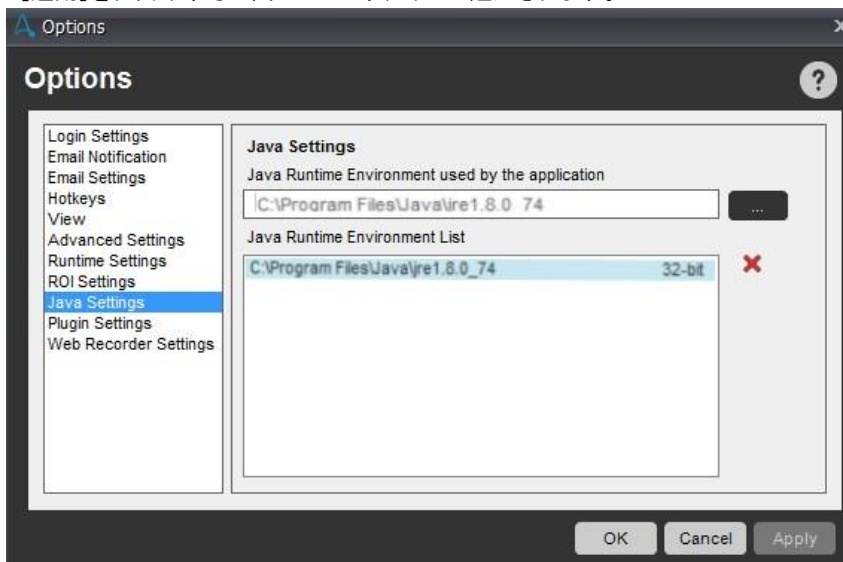 Options
Options
?
Login Settings
Email Notification
Email Settings
Hotkeys
View
Advanced Settings
Runtime Settings
ROI Settings
Java Settings
Plugin Settings
Web Recorder Settings
Java Settings
Java Runtime Environment used by the application
C:\Program Files\Java\jre1.8.0_74
...
Java Runtime Environment List
C:\Program Files\Java\jre1.8.0_74 32-bit
OK Cancel Apply